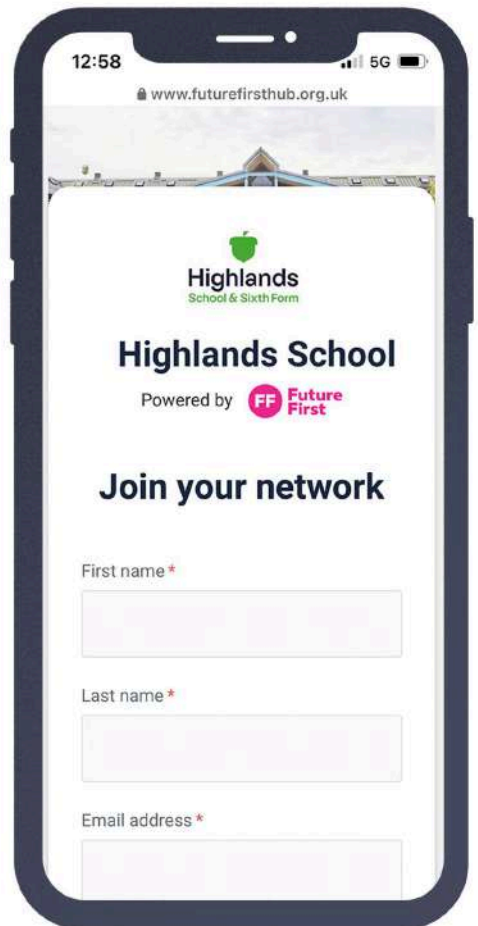 12:58
5G
www.futurefirsthub.org.uk
Highlands
School & Sixth Form
Highlands School
Powered by FF Future
First
Join your network
First name *
Last name *
Email address *